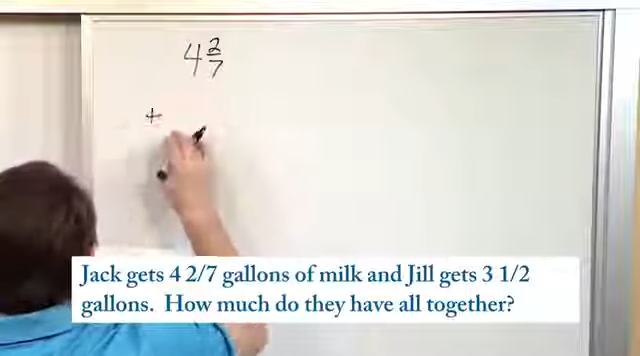 4 2/7
+
Jack gets 4 2/7 gallons of milk and Jill gets 3 1/2
gallons.  How much do they have all together?